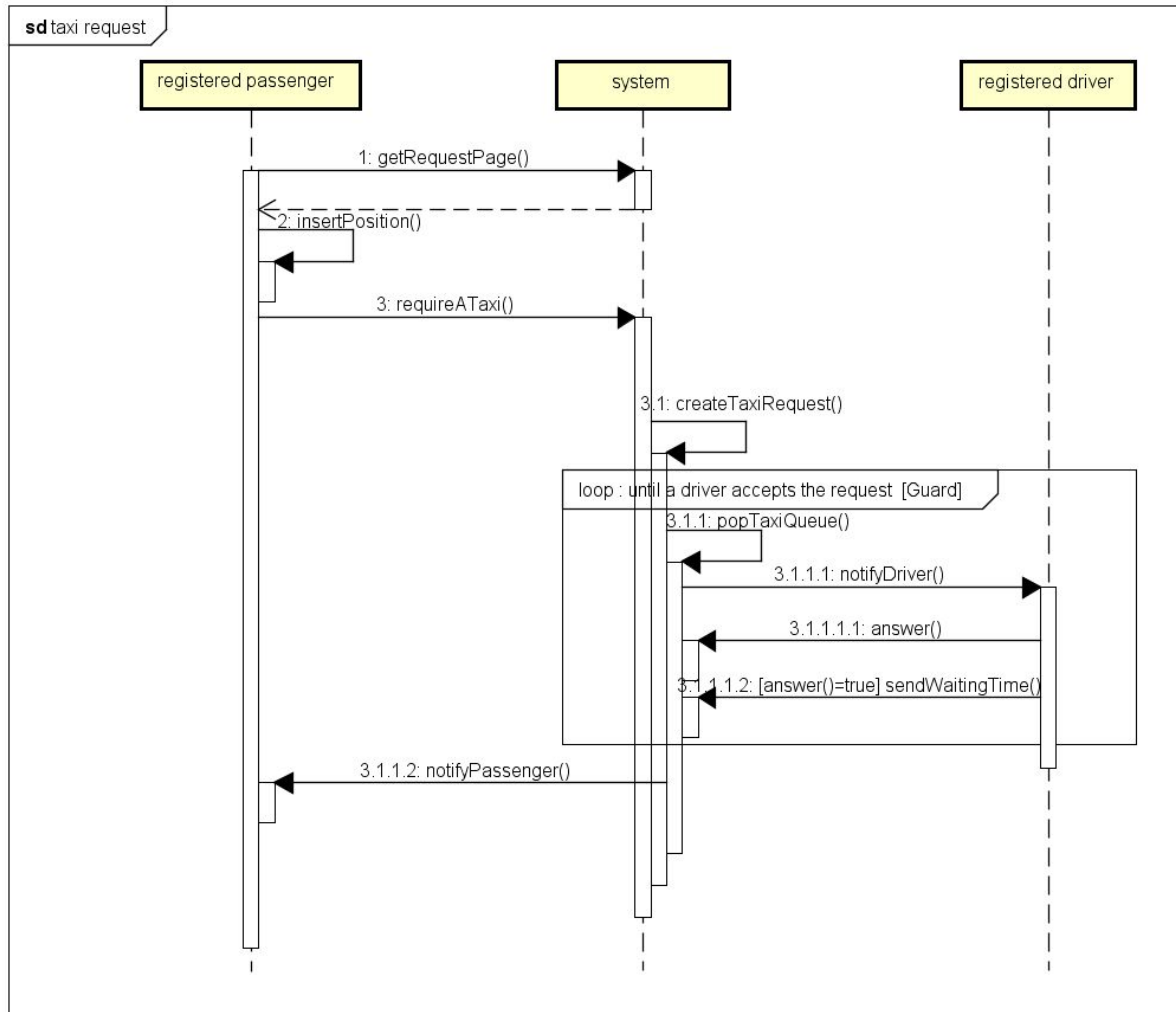 sd taxi request
registered passenger
system
registered driver
1: getRequestPage()
2: insertPosition()
3: requireATaxi()
3.1: createTaxiRequest()
loop : until a driver accepts the request [Guard]
3.1.1: popTaxiQueue()
3.1.1.1: notifyDriver()
3.1.1.1.1: answer()
3.1.1.1.2: [answer()=true] sendWaitingTime()
3.1.1.2: notifyPassenger()